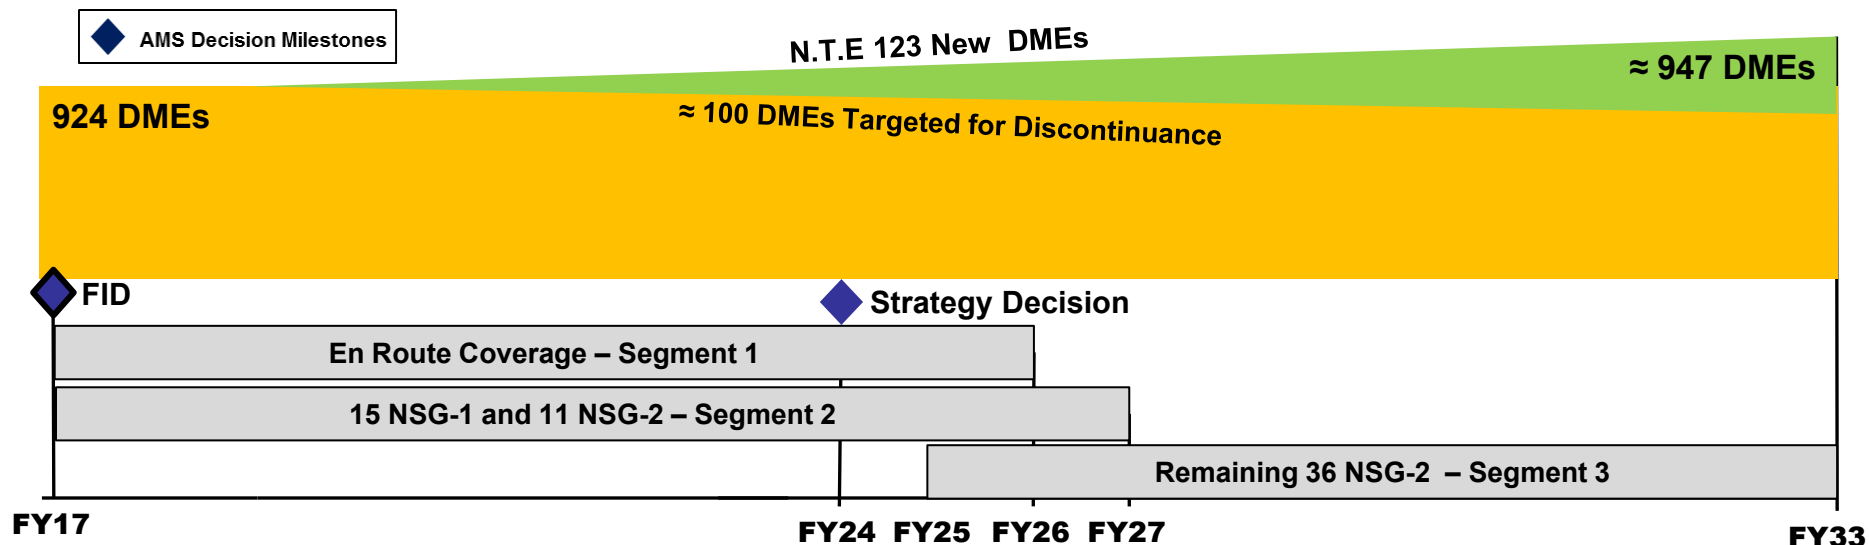 AMS Decision Milestones
N.T.E 123 New DMEs
≈ 947 DMEs
924 DMEs
≈ 100 DMEs Targeted for Discontinuance
FID
Strategy Decision
En Route Coverage – Segment 1
15 NSG-1 and 11 NSG-2 – Segment 2
Remaining 36 NSG-2 – Segment 3
FY17
FY24
FY25
FY26
FY27
FY33